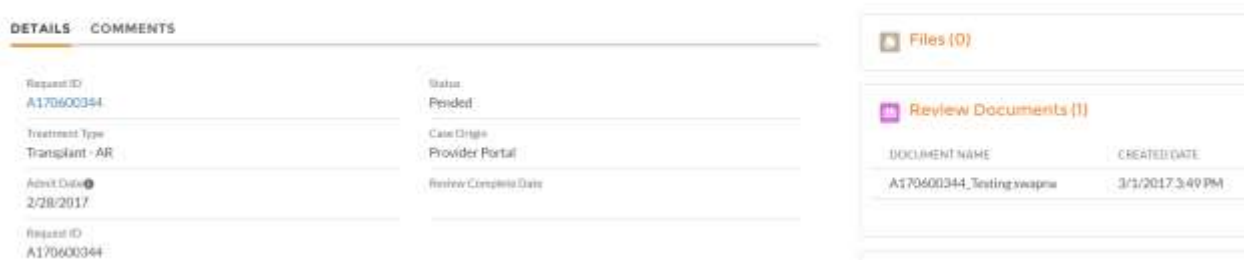 DETAILS COMMENTS
Request ID
A170600344
Status
Pended
Treatment Type
Transplant - AR
Case Origin
Provider Portal
Admit Date
2/28/2017
Review Complete Date
Request ID
A170600344
Files (0)
Review Documents (1)
DOCUMENT NAME CREATED DATE
A170600344_Testing swapna 3/1/2017 3:49 PM